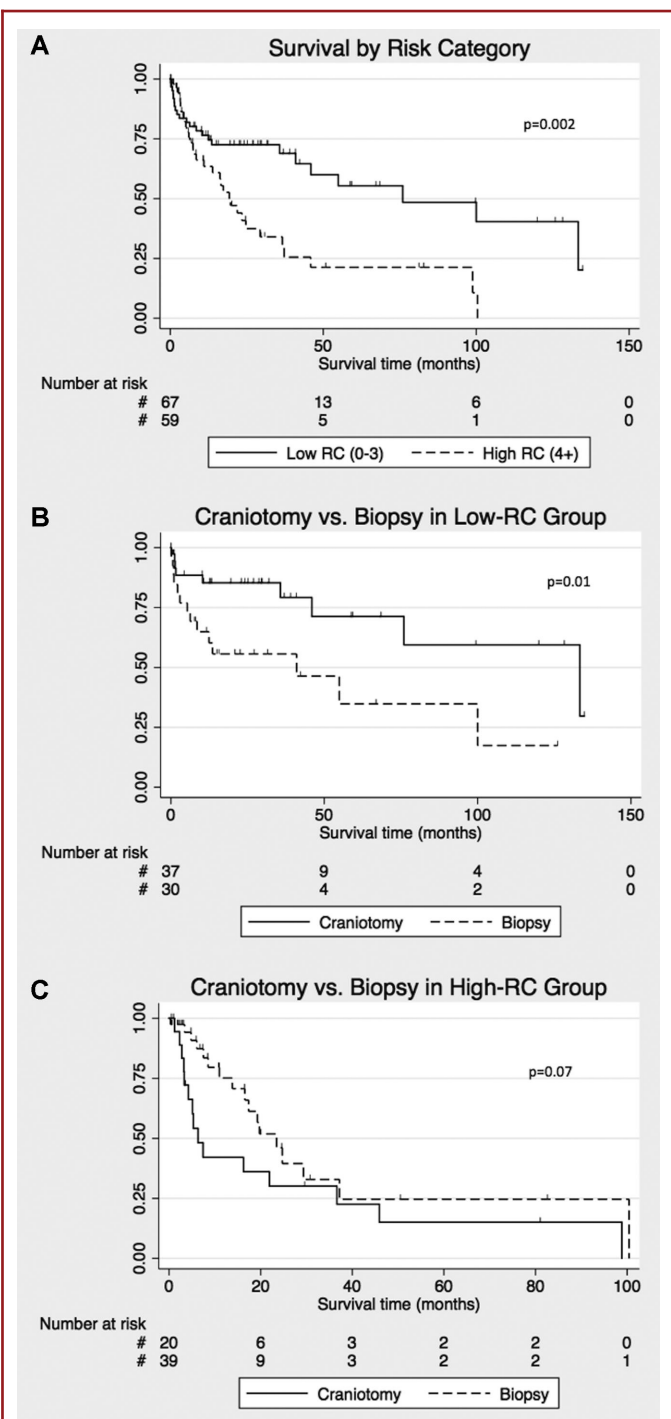 A
Survival by Risk Category
1.00
0.75
0.50
0.25
0.00
p=0.002
0 50 100 150
Survival time (months)
Number at risk
# 67 13 6 0
# 59 5 1 0
Low RC (0-3) High RC (4+)
B
Craniotomy vs. Biopsy in Low-RC Group
1.00
0.75
0.50
0.25
0.00
p=0.01
0 50 100 150
Survival time (months)
Number at risk
# 37 9 4 0
# 30 4 2 0
Craniotomy Biopsy
C
Craniotomy vs. Biopsy in High-RC Group
1.00
0.75
0.50
0.25
0.00
p=0.07
0 20 40 60 80 100
Survival time (months)
Number at risk
# 20 6 3 2 2 0
# 39 9 3 2 2 1
Craniotomy Biopsy